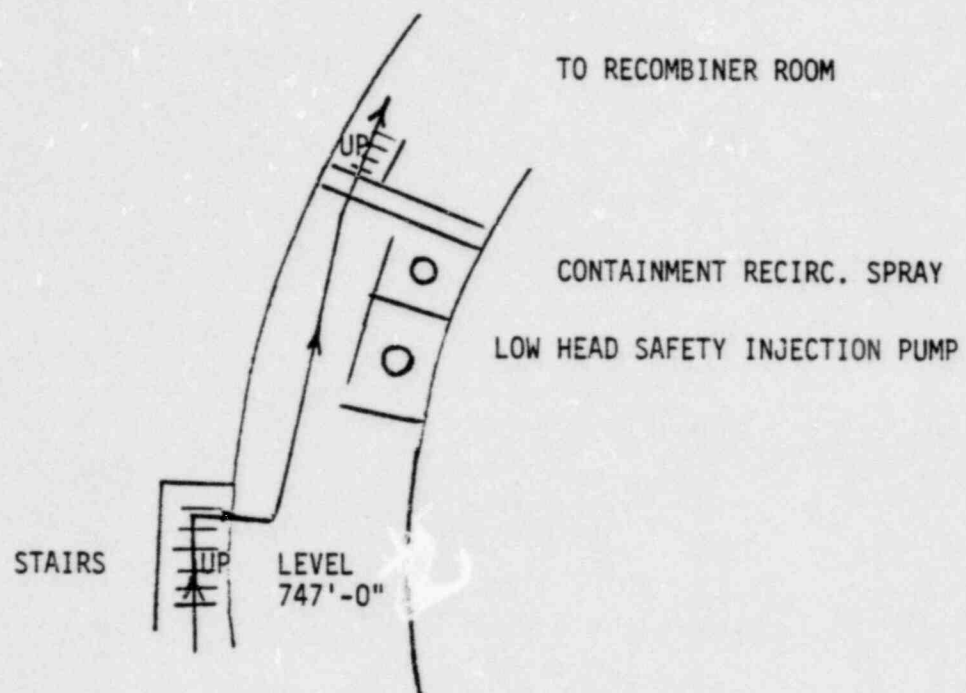 TO RECOMBINER ROOM
UP
CONTAINMENT RECIRC. SPRAY
LOW HEAD SAFETY INJECTION PUMP
STAIRS
UP
LEVEL
747'-0"